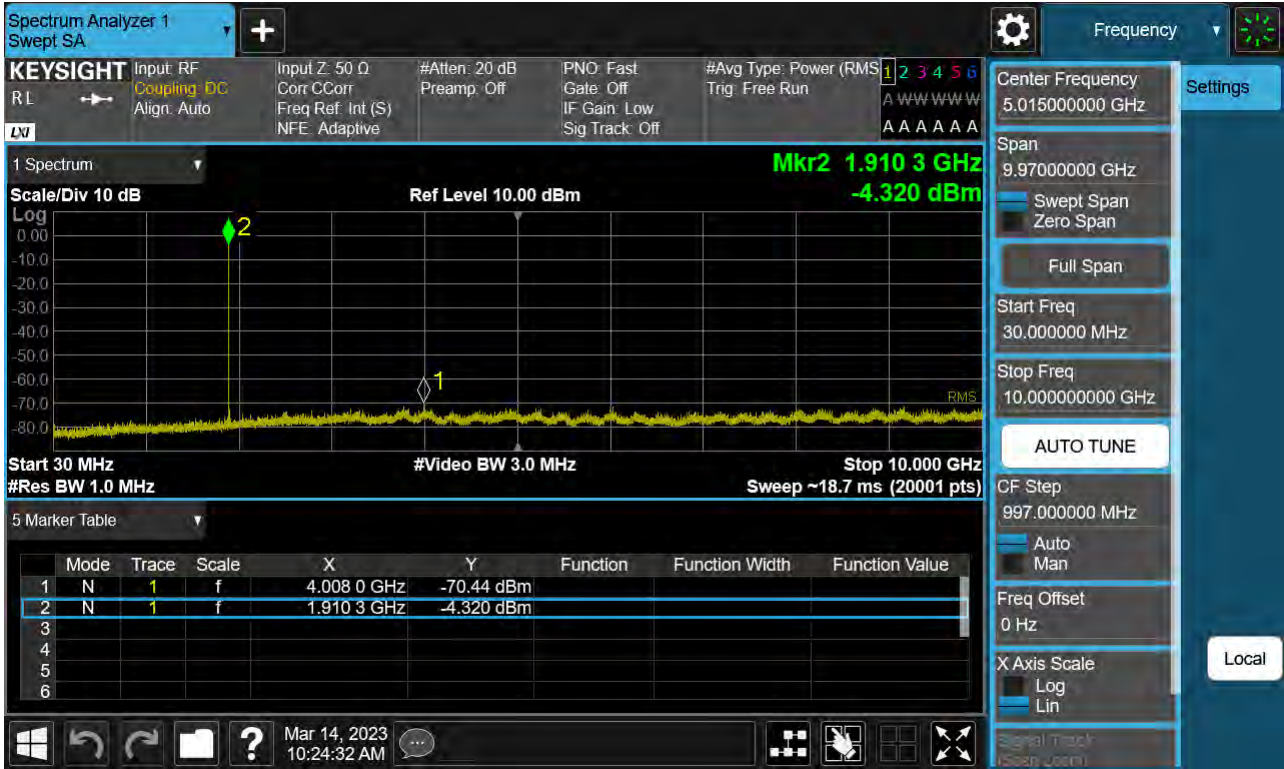 Spectrum Analyzer 1
Swept SA
+
Frequency
KEYSIGHT
RL
LXI
Input: RF
Coupling: DC
Align: Auto
Input Z: 50 Ω
Corr CCorr
Freq Ref: Int (S)
NFE: Adaptive
#Atten: 20 dB
Preamp: Off
PNO: Fast
Gate: Off
IF Gain: Low
Sig Track: Off
#Avg Type: Power (RMS
Trig: Free Run
1 2 3 4 5 6
A W W W W W
A A A A A A
1 Spectrum
Scale/Div 10 dB
Ref Level 10.00 dBm
Mkr2 1.910 3 GHz
-4.320 dBm
Log
0.00
-10.0
-20.0
-30.0
-40.0
-50.0
-60.0
-70.0
-80.0
2
1
RMS
Start 30 MHz
#Video BW 3.0 MHz
Stop 10.000 GHz
#Res BW 1.0 MHz
Sweep ~18.7 ms (20001 pts)
5 Marker Table
Mode Trace Scale X Y Function Function Width Function Value
1 N 1 f 4.008 0 GHz -70.44 dBm
2 N 1 f 1.910 3 GHz -4.320 dBm
3
4
5
6
?
Mar 14, 2023
10:24:32 AM
Center Frequency
5.015000000 GHz
Settings
Span
9.97000000 GHz
Swept Span
Zero Span
Full Span
Start Freq
30.000000 MHz
Stop Freq
10.000000000 GHz
AUTO TUNE
CF Step
997.000000 MHz
Auto
Man
Freq Offset
0 Hz
X Axis Scale
Log
Lin
Local
Signal Track
(Span Zoom)